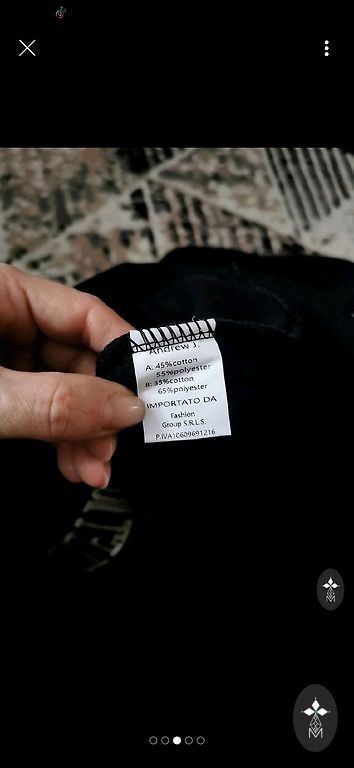 Andrew J.
A: 45%cotton
55%polyester
B: 35%cotton
65%polyester
IMPORTATO DA
Fashion
Group S.R.L.S.
P.IVA10609691216
M
M